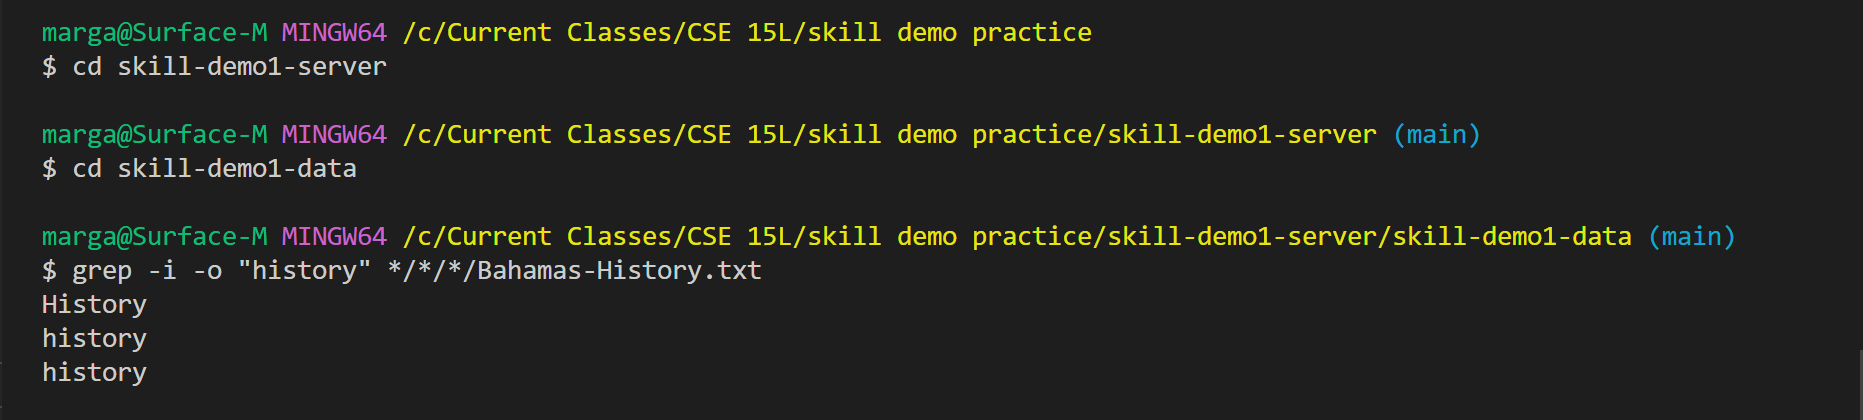 marga@Surface-M MINGW64 /c/Current Classes/CSE 15L/skill demo practice
$ cd skill-demo1-server
marga@Surface-M MINGW64 /c/Current Classes/CSE 15L/skill demo practice/skill-demo1-server (main)
$ cd skill-demo1-data
marga@Surface-M MINGW64 /c/Current Classes/CSE 15L/skill demo practice/skill-demo1-server/skill-demo1-data (main)
$ grep -i -o "history" */*/*/Bahamas-History.txt
History
history
history